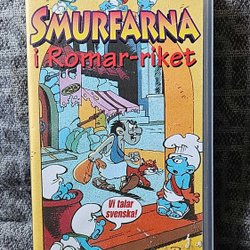 SMURFARNA
i Romar-riket
Vi talar
svenska!